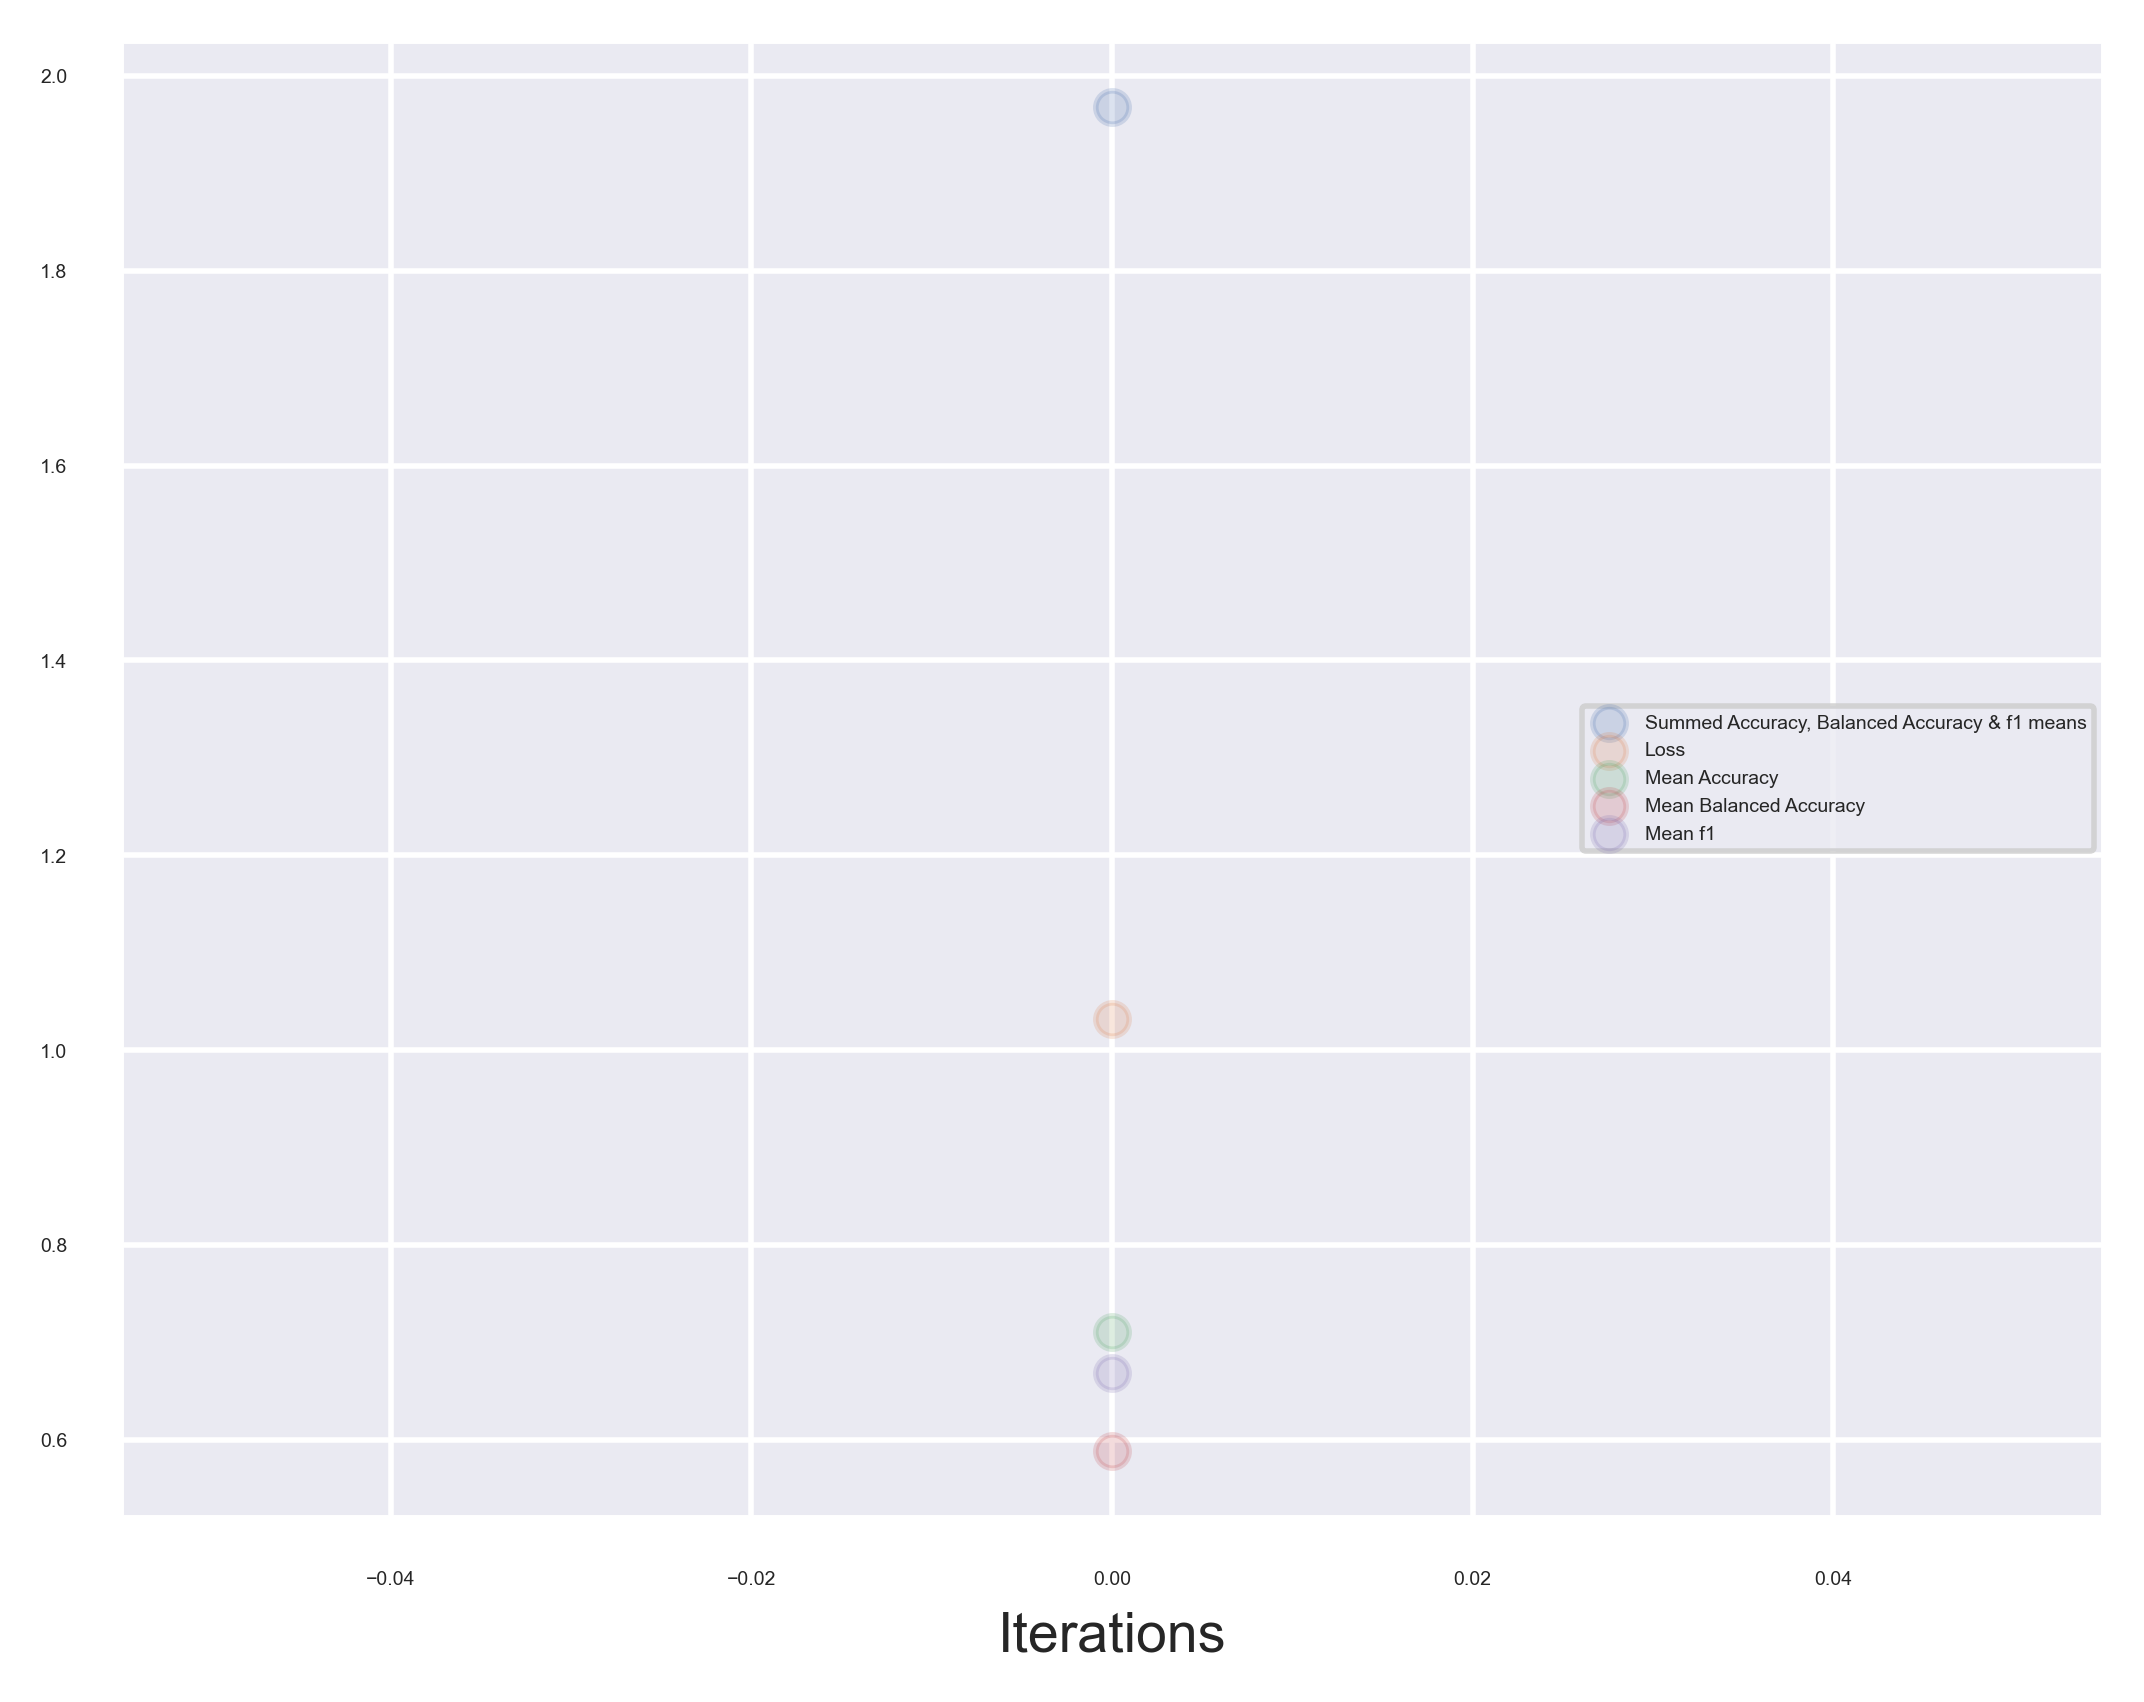 2.0
1.8
1.6
1.4
1.2
1.0
0.8
0.6
Summed Accuracy, Balanced Accuracy & f1 means
Loss
Mean Accuracy
Mean Balanced Accuracy
Mean f1
−0.04 −0.02 0.00 0.02 0.04
Iterations